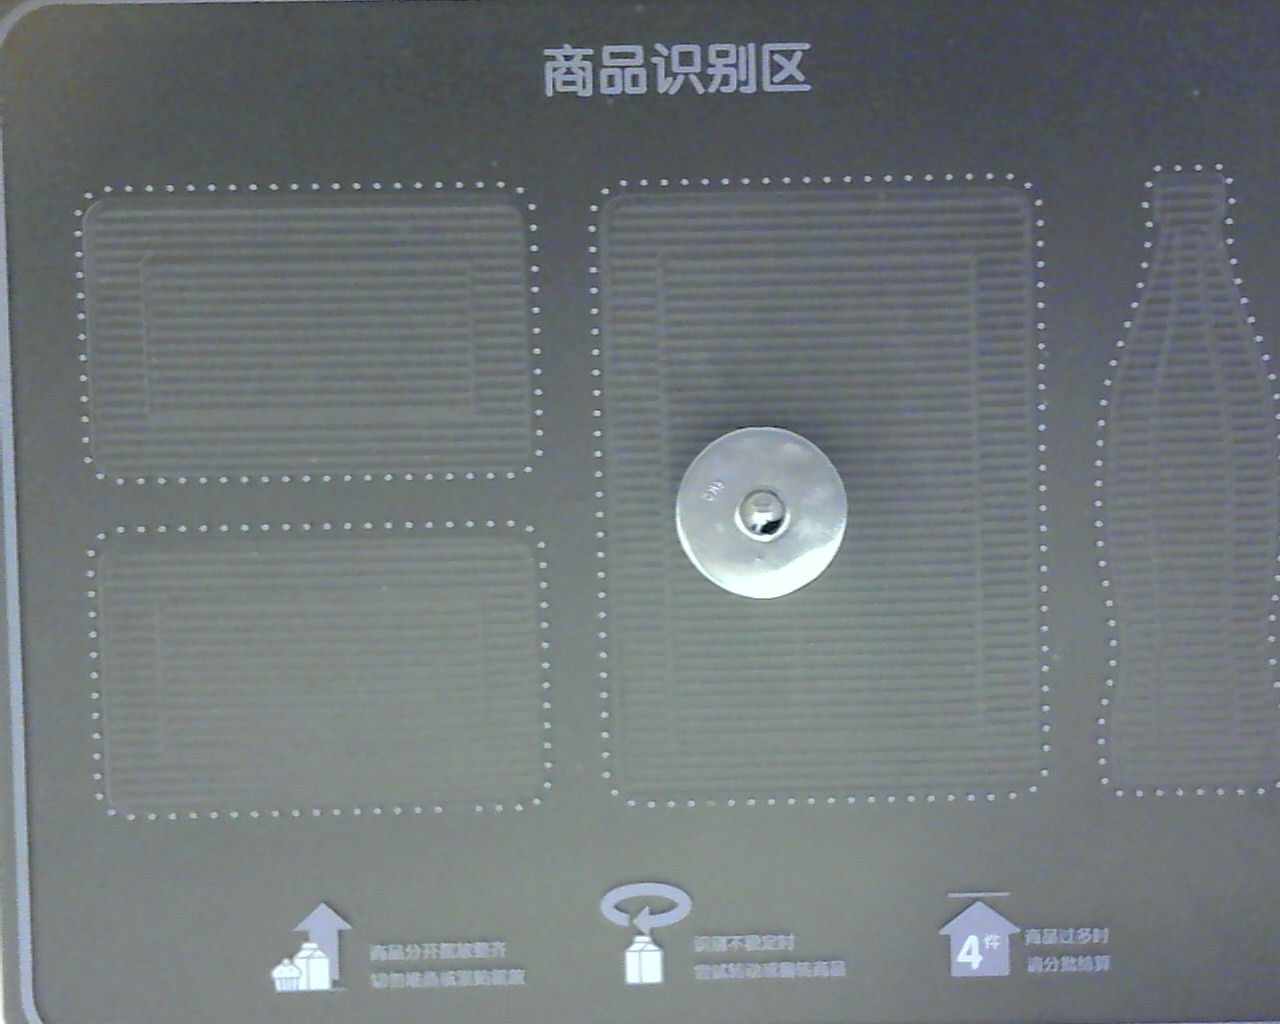 商品识别区
商品分开摆放整齐
切勿堆叠或紧贴摆放
识别不稳定时
尝试转动或翻转商品
4件
商品过多时
请分批结算